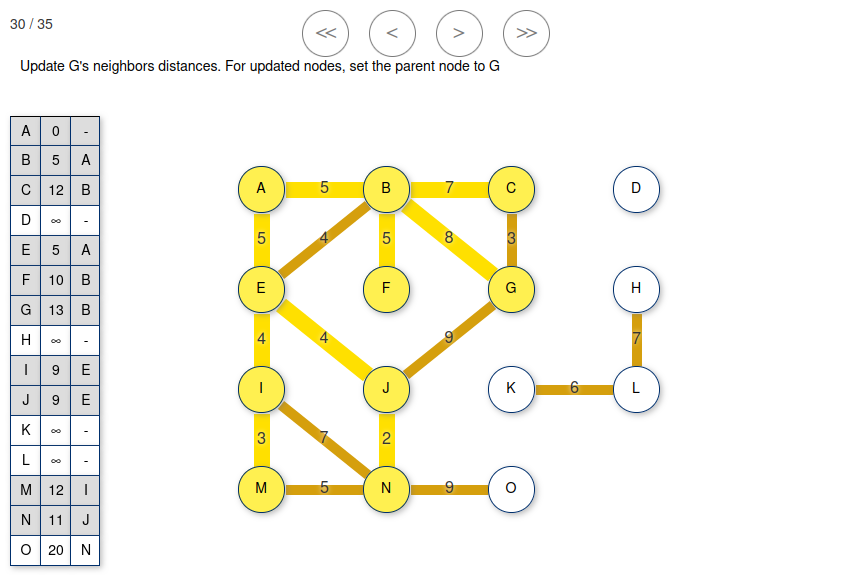 30 / 35
<< < > >>
Update G's neighbors distances. For updated nodes, set the parent node to G
A 0 -
B 5 A
C 12 B
D ∞ -
E 5 A
F 10 B
G 13 B
H ∞ -
I 9 E
J 9 E
K ∞ -
L ∞ -
M 12 I
N 11 J
O 20 N
A 5 B 7 C D
5 4 5 8 3
E F G H
4 4 9 7
I J K 6 L
3 7 2
M 5 N 9 O